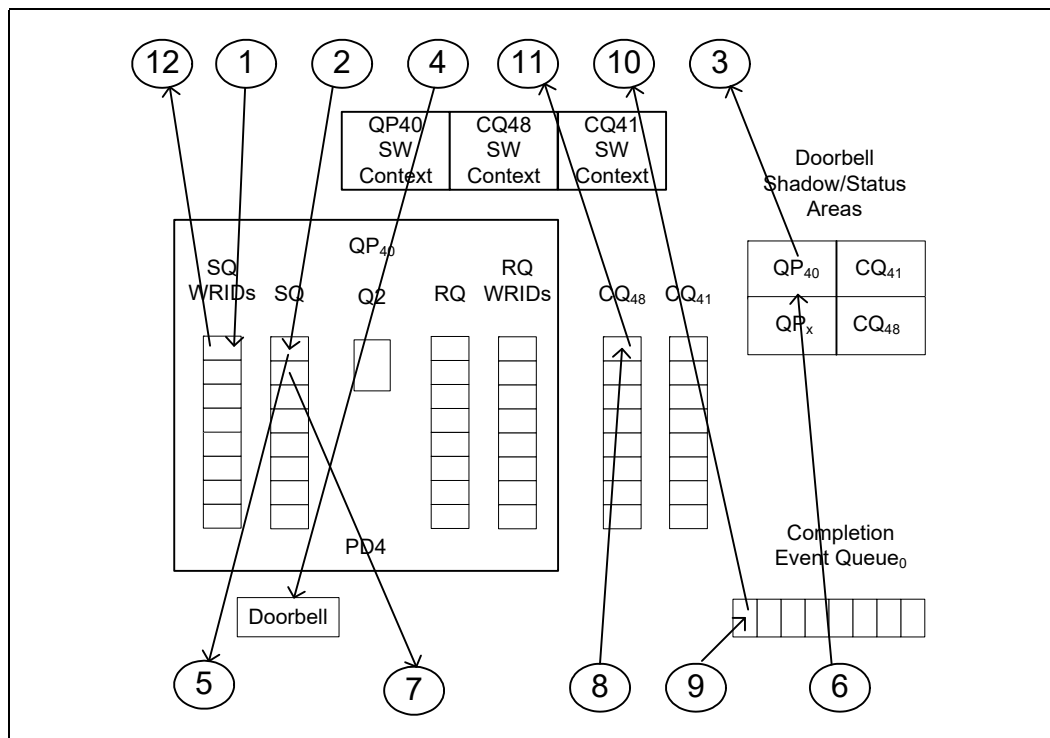 12 1 2 4 11 10 3
QP40 CQ48 CQ41
SW SW SW
Context Context Context
Doorbell
Shadow/Status
Areas
QP40
SQ
WRIDs
SQ
Q2
RQ
RQ
WRIDs
CQ48
CQ41
QP40 CQ41
QPx CQ48
PD4
Completion
Event Queue0
Doorbell
5 7 8 9 6